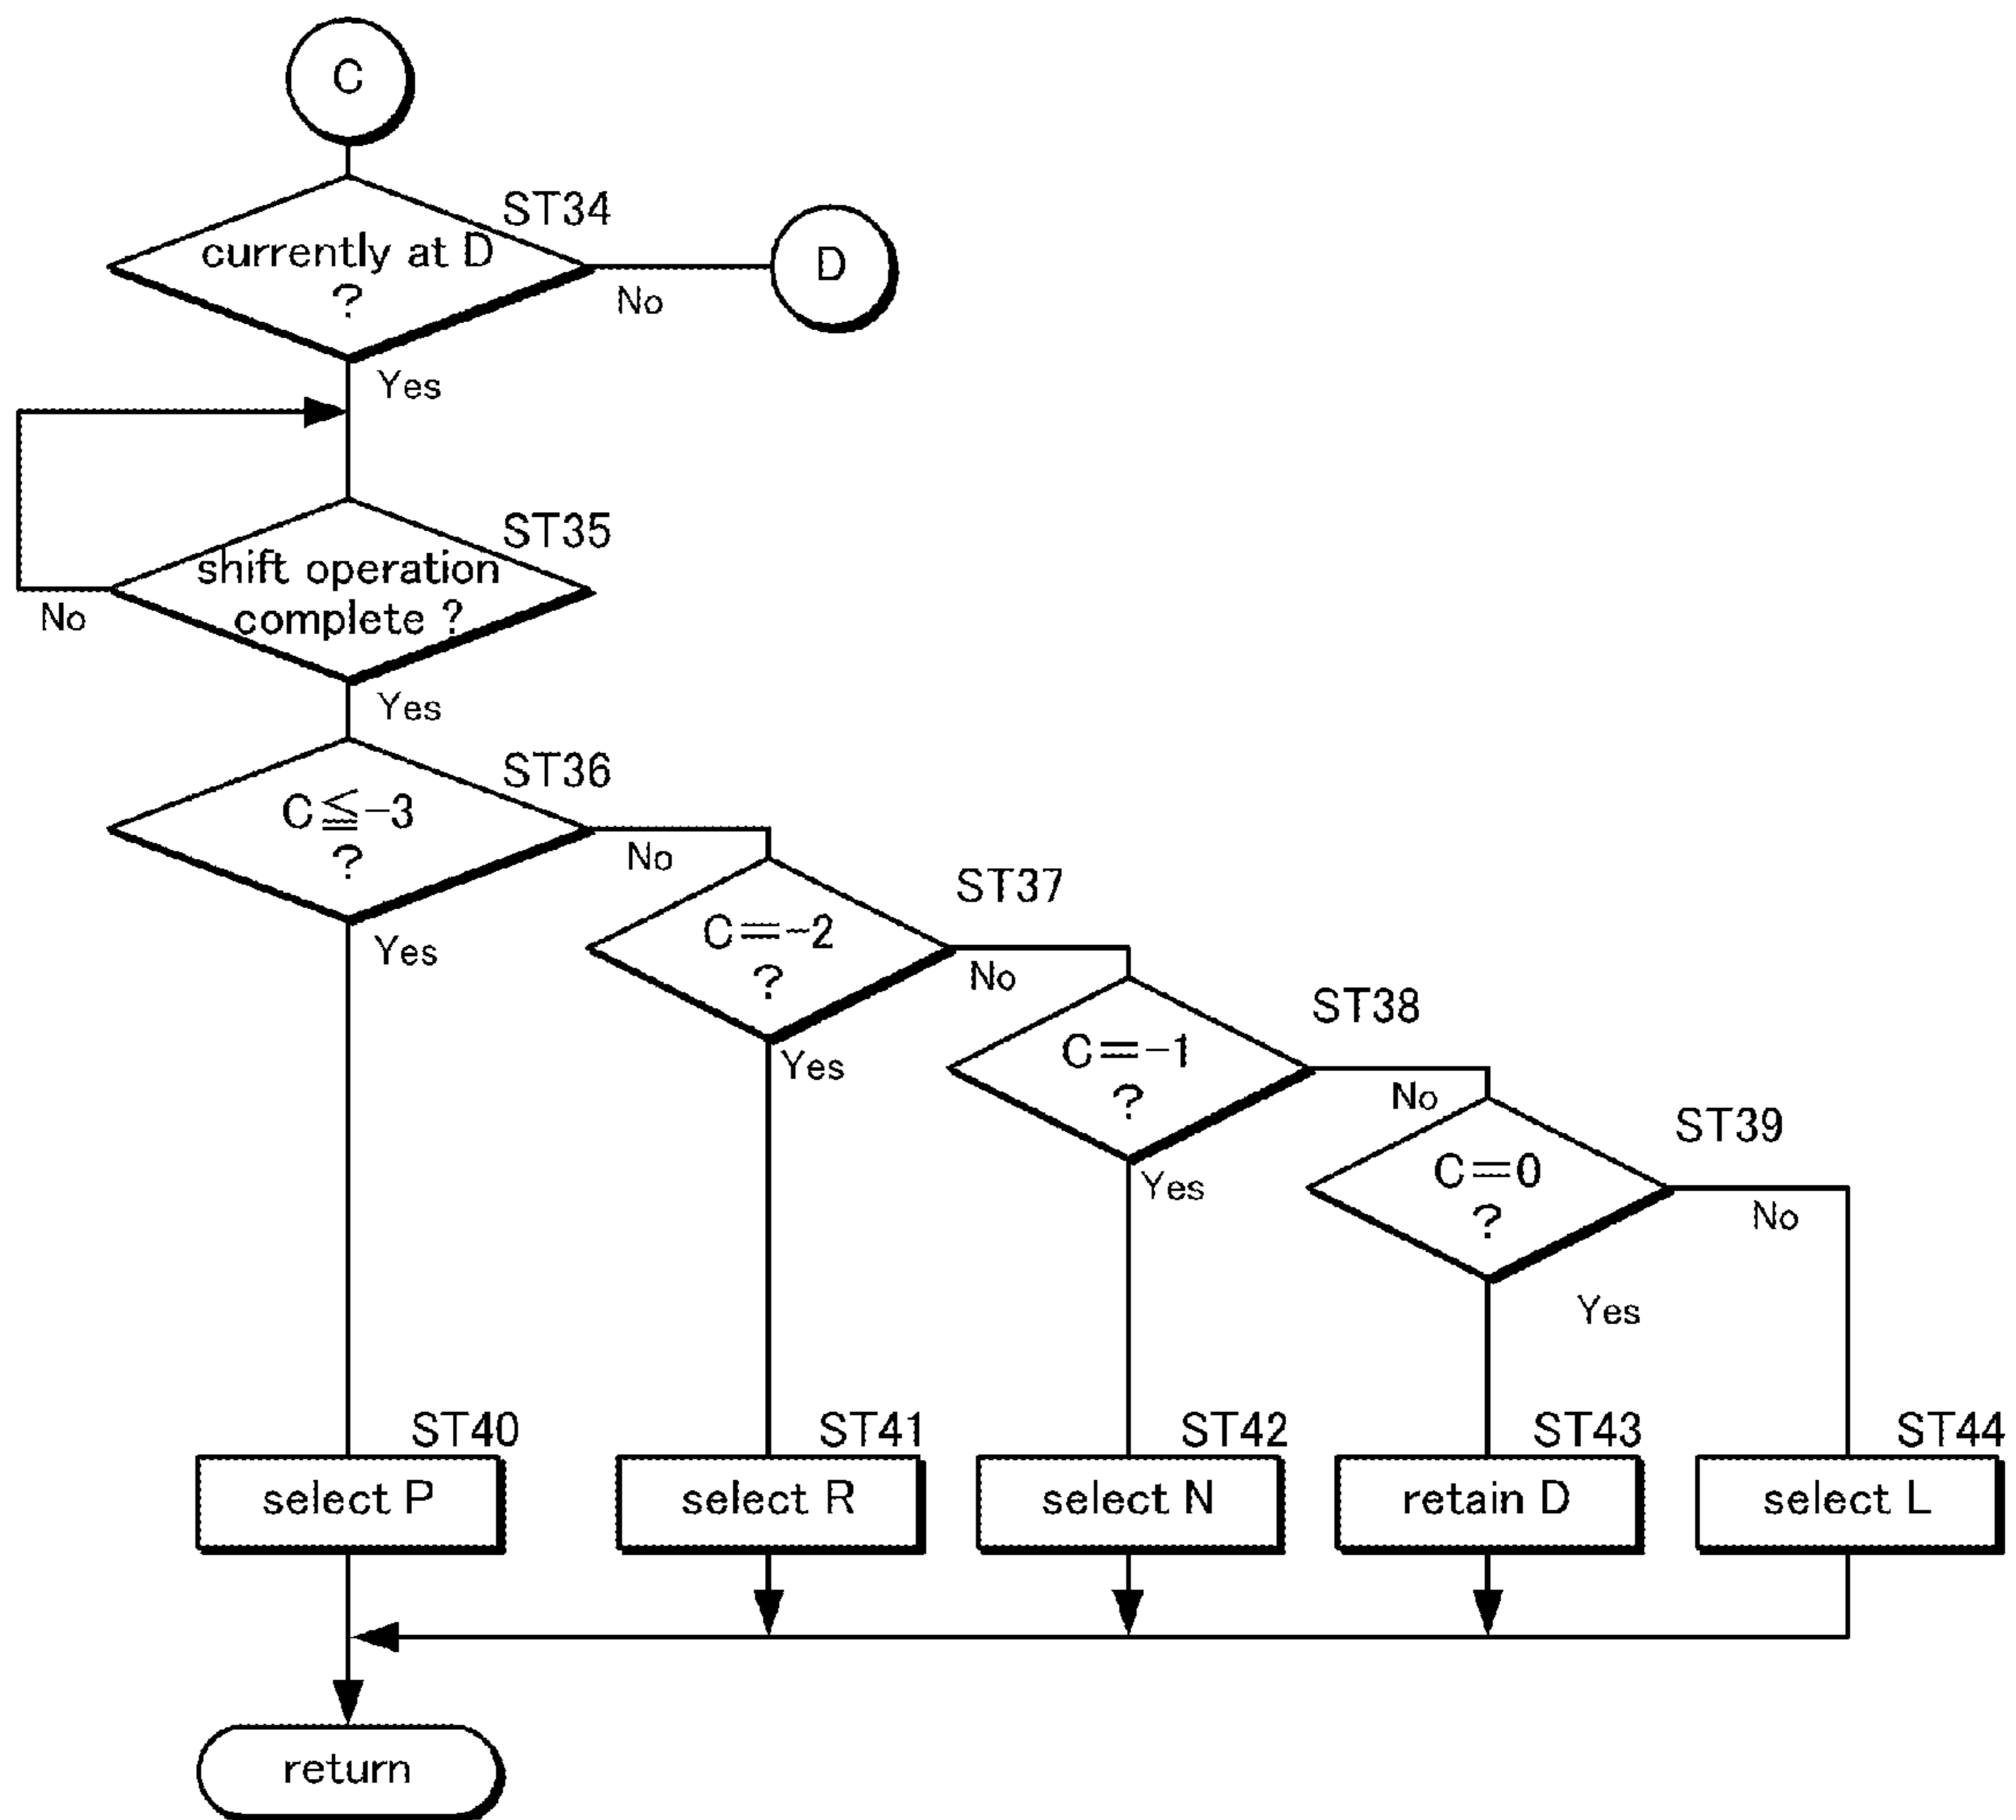 C
ST34
currently at D
?
No
D
Yes
ST35
shift operation
complete ?
No
Yes
ST36
C≦-3
?
No
Yes
ST37
C=-2
?
No
Yes
ST38
C=-1
?
No
Yes
ST39
C=0
?
No
Yes
ST40
select P
ST41
select R
ST42
select N
ST43
retain D
ST44
select L
return